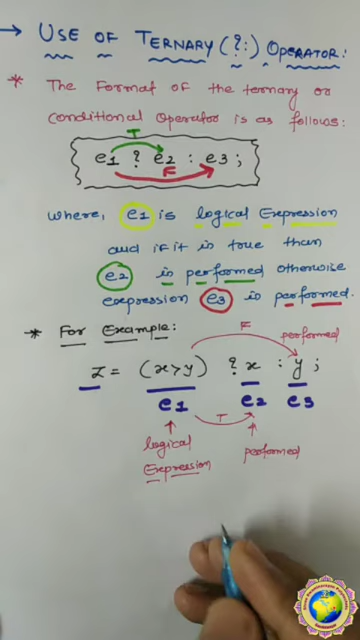 → USE OF TERNARY (?:) OPERATOR:
* The Format of the ternary or
conditional Operator is as follows:
T
e1 ? e2 : e3 ;
F
where, e1 is logical Expression
and if it is true than
e2 is performed otherwise
expression e3 is performed.
* For Example:
F performed
z = (x>y) ? x : y ;
e1 e2 e3
T
logical performed
Expression